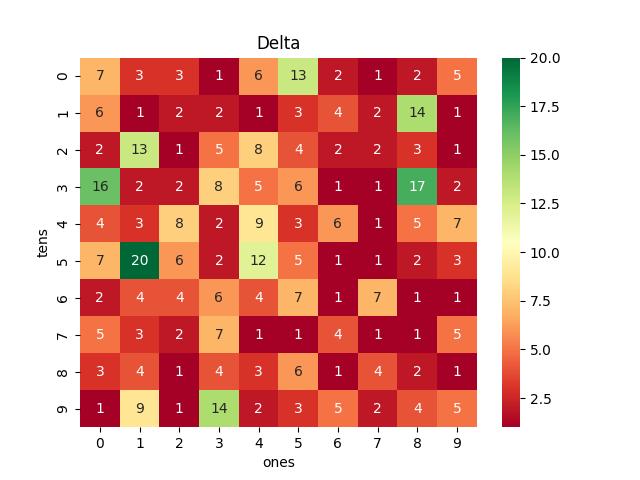 Delta
0 7 3 3 1 6 13 2 1 2 5
1 6 1 2 2 1 3 4 2 14 1
2 2 13 1 5 8 4 2 2 3 1
3 16 2 2 8 5 6 1 1 17 2
4 4 3 8 2 9 3 6 1 5 7
5 7 20 6 2 12 5 1 1 2 3
6 2 4 4 6 4 7 1 7 1 1
7 5 3 2 7 1 1 4 1 1 5
8 3 4 1 4 3 6 1 4 2 1
9 1 9 1 14 2 3 5 2 4 5
0 1 2 3 4 5 6 7 8 9
ones
tens
20.0
17.5
15.0
12.5
10.0
7.5
5.0
2.5